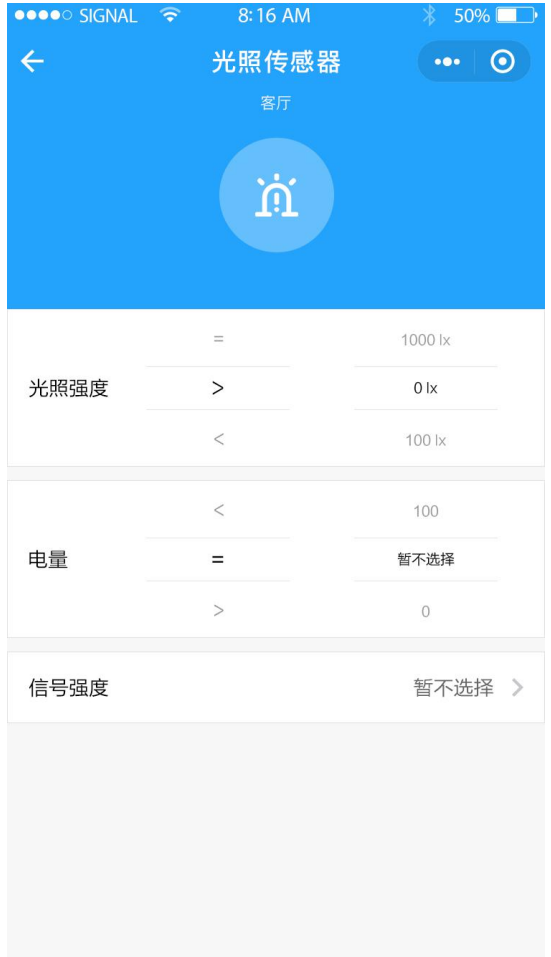 SIGNAL 8:16 AM 50%
光照传感器
客厅
= 1000 lx
光照强度 > 0 lx
< 100 lx
< 100
电量 = 暂不选择
> 0
信号强度 暂不选择 >